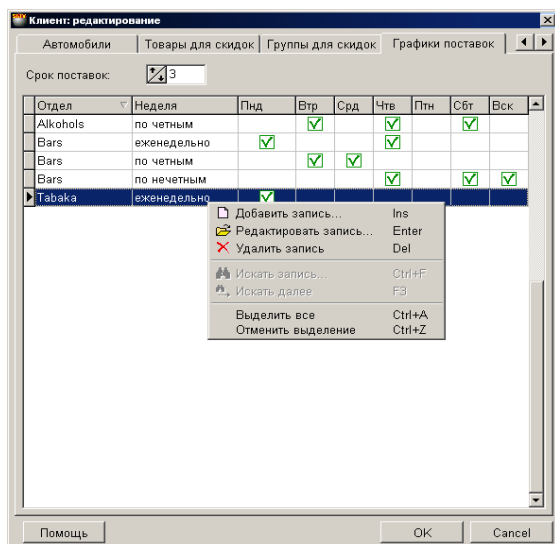 Клиент: редактирование
Автомобили Товары для скидок Группы для скидок Графики поставок
Срок поставок: 3
Отдел Неделя Пнд Втр Срд Чтв Птн Сбт Вск
Alkohols по четным
Bars еженедельно
Bars по четным
Bars по нечетным
Tabaka еженедельно
Добавить запись... Ins
Редактировать запись... Enter
Удалить запись Del
Искать запись... Ctrl+F
Искать далее F3
Выделить все Ctrl+A
Отменить выделение Ctrl+Z
Помощь OK Cancel